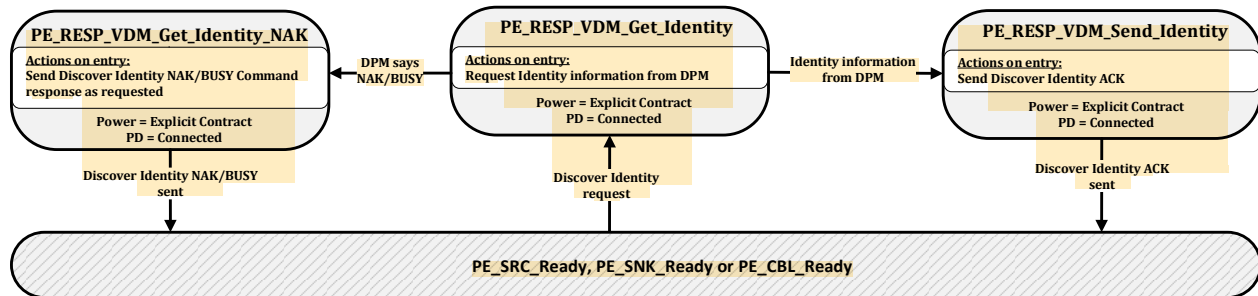 PE_RESP_VDM_Get_Identity_NAK
Actions on entry:
Send Discover Identity NAK/BUSY Command
response as requested
Power = Explicit Contract
PD = Connected
DPM says
NAK/BUSY
PE_RESP_VDM_Get_Identity
Actions on entry:
Request Identity information from DPM
Power = Explicit Contract
PD = Connected
Identity information
from DPM
PE_RESP_VDM_Send_Identity
Actions on entry:
Send Discover Identity ACK
Power = Explicit Contract
PD = Connected
Discover Identity NAK/BUSY
sent
Discover Identity
request
Discover Identity ACK
sent
PE_SRC_Ready, PE_SNK_Ready or PE_CBL_Ready